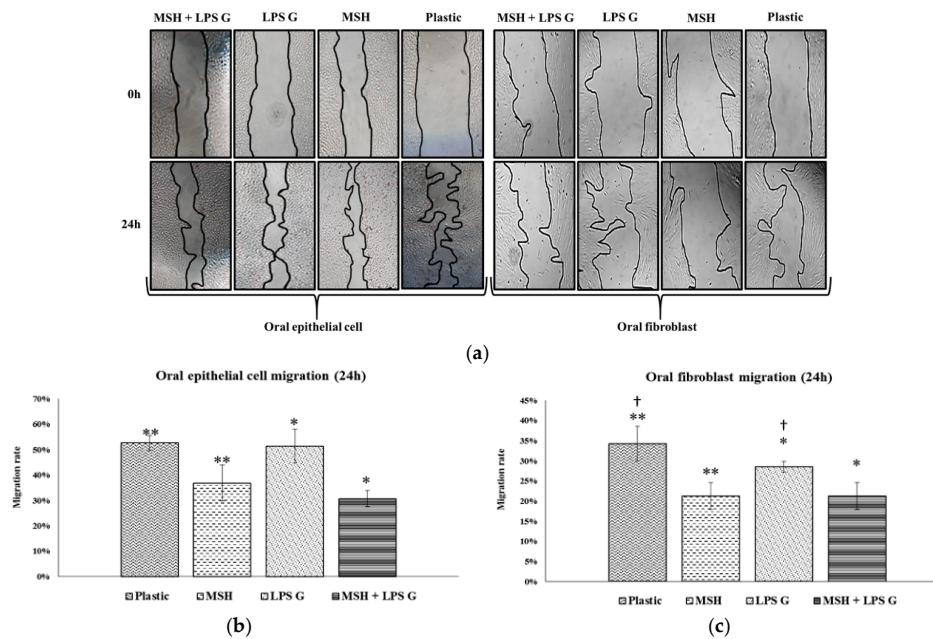 MSH + LPS G LPS G MSH Plastic MSH + LPS G LPS G MSH Plastic
0h
24h
Oral epithelial cell Oral fibroblast
(a)
Oral epithelial cell migration (24h)
Migration rate
70%
60%
50%
40%
30%
20%
10%
0%
**
**
*
*
Plastic MSH LPS G MSH + LPS G
(b)
Oral fibroblast migration (24h)
Migration rate
45%
40%
35%
30%
25%
20%
15%
10%
5%
0%
†
**
**
†
*
*
Plastic MSH LPS G MSH + LPS G
(c)